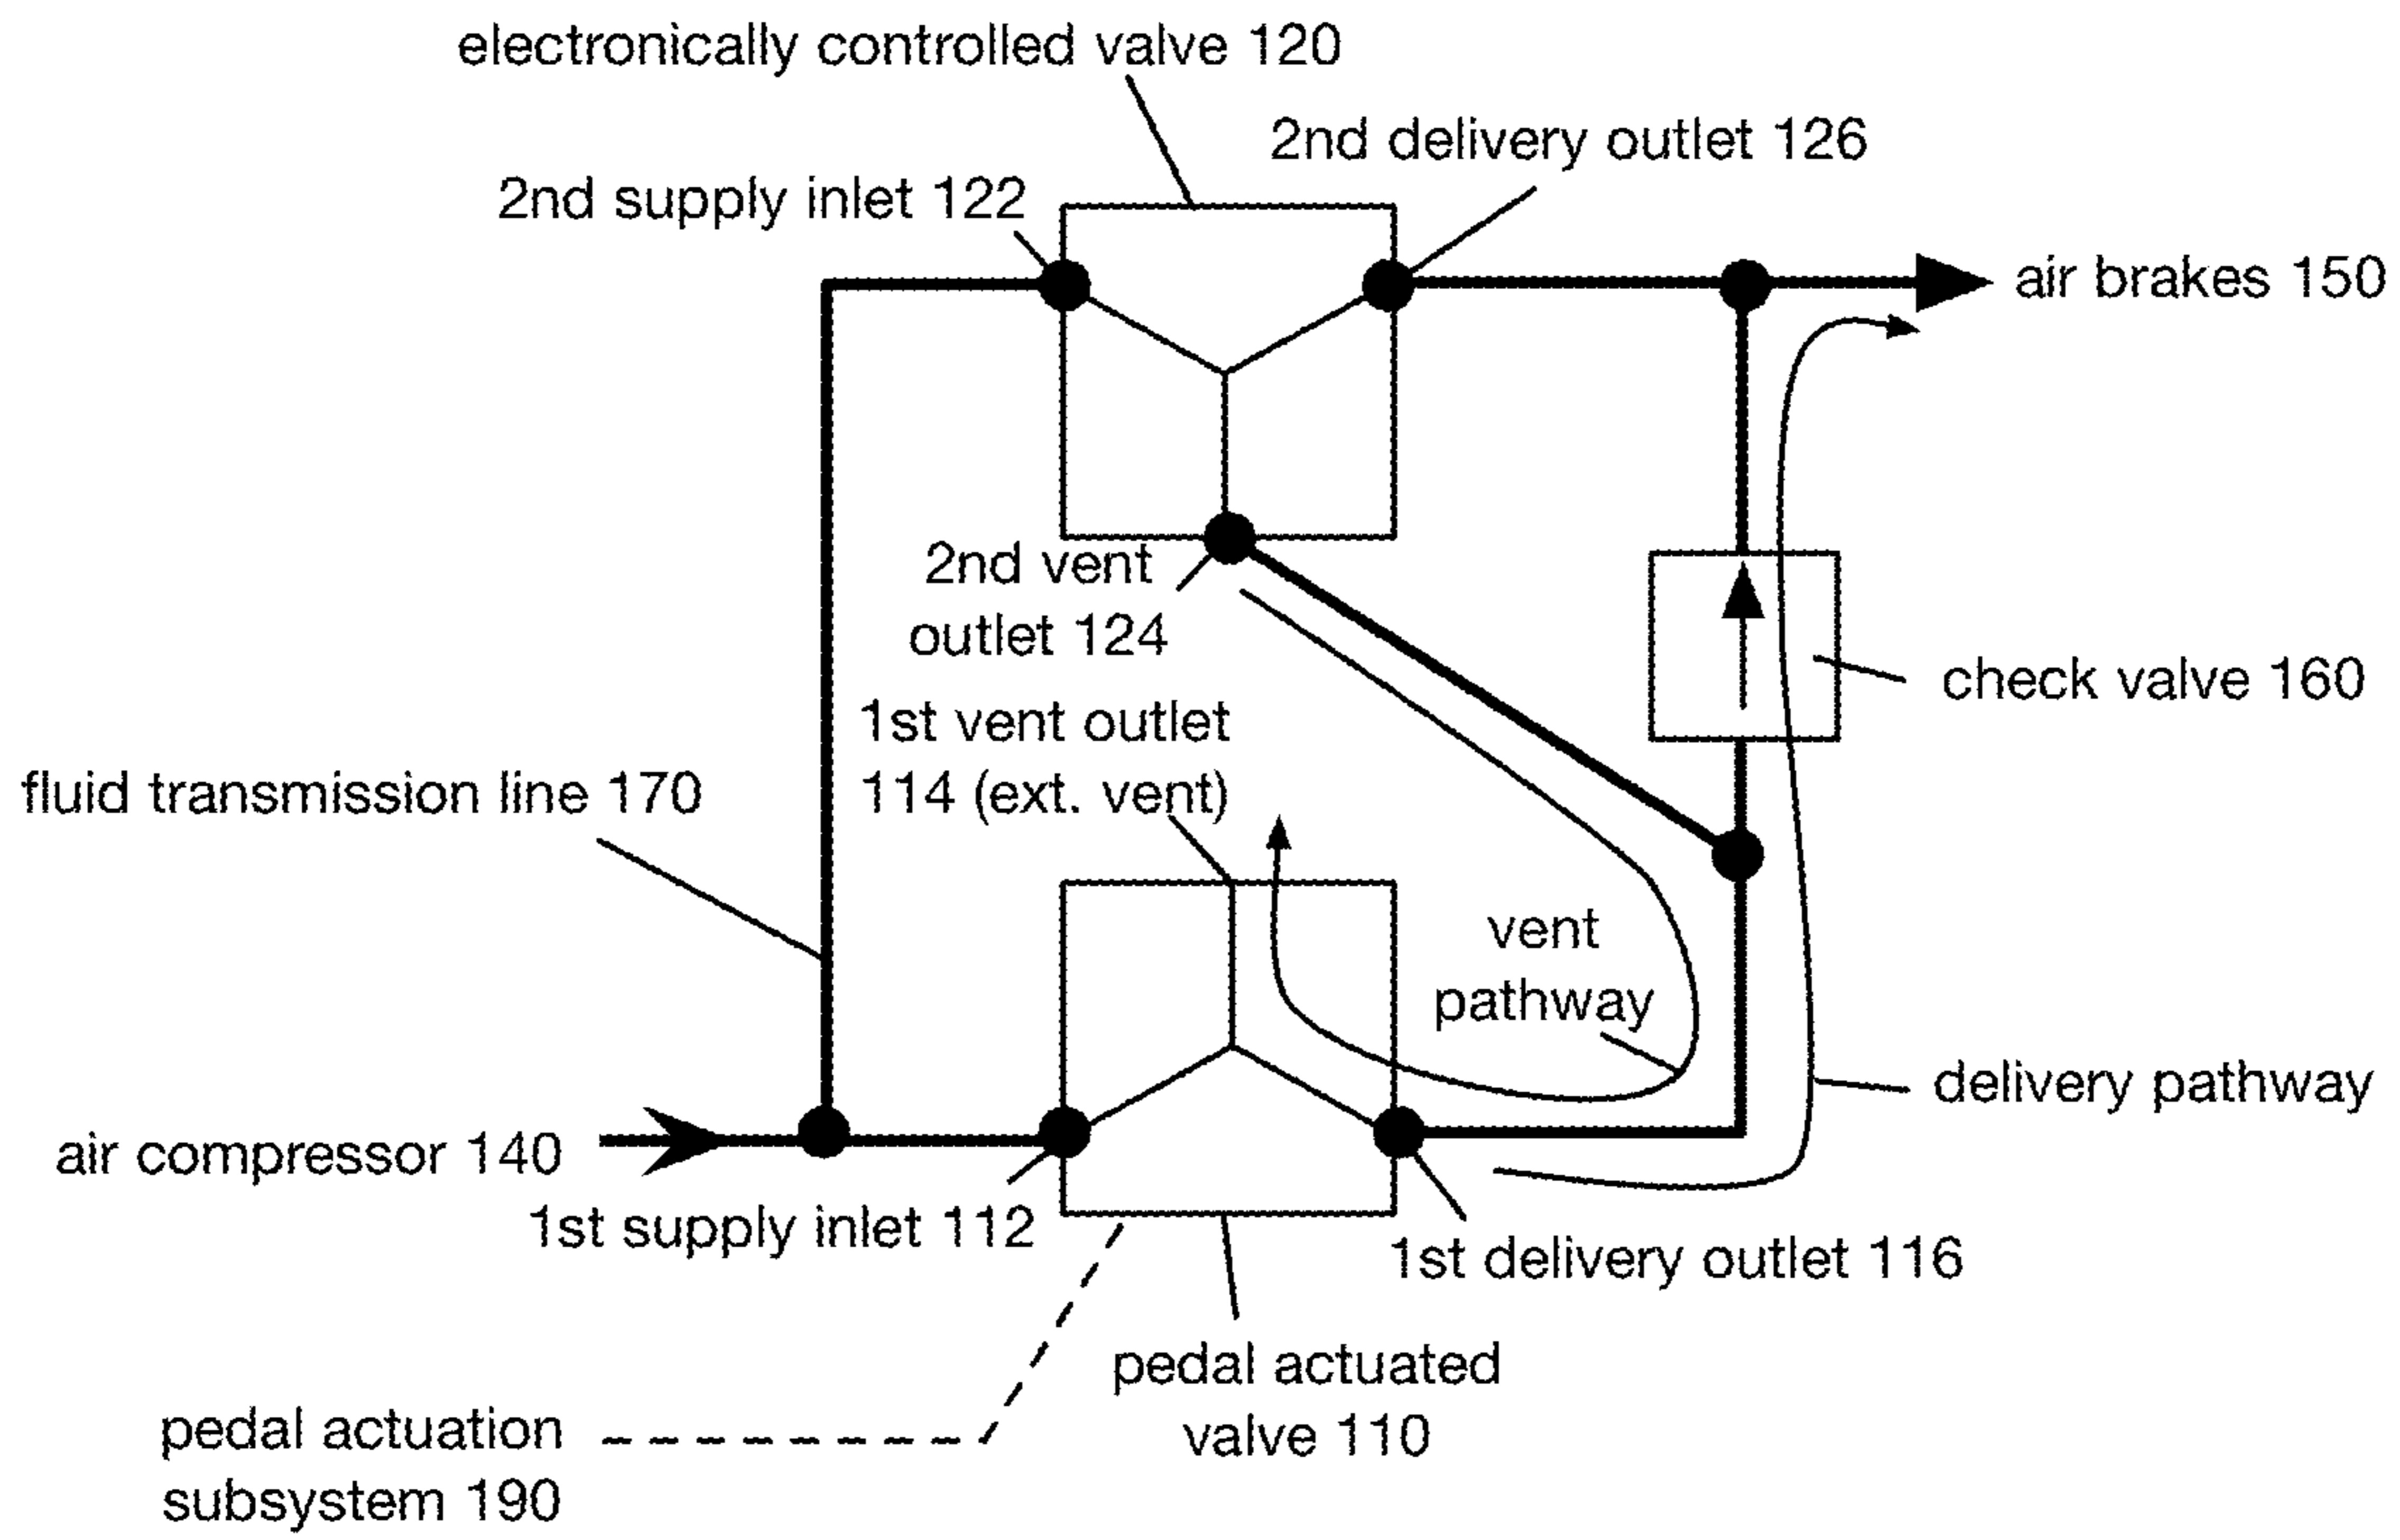 electronically controlled valve 120
2nd delivery outlet 126
2nd supply inlet 122
air brakes 150
2nd vent
outlet 124
check valve 160
1st vent outlet
114 (ext. vent)
fluid transmission line 170
vent
pathway
delivery pathway
air compressor 140
1st supply inlet 112
1st delivery outlet 116
pedal actuated
valve 110
pedal actuation
subsystem 190